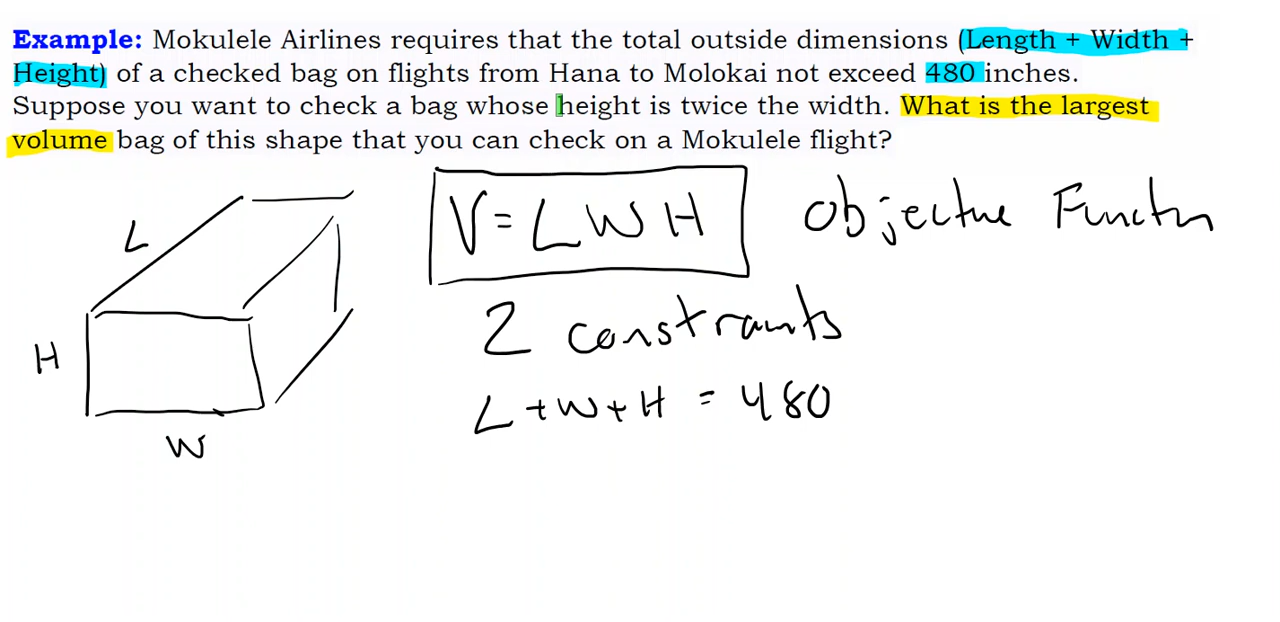 Example: Mokulele Airlines requires that the total outside dimensions (Length + Width +
Height) of a checked bag on flights from Hana to Molokai not exceed 480 inches.
Suppose you want to check a bag whose height is twice the width. What is the largest
volume bag of this shape that you can check on a Mokulele flight?
L
V = L W H
Objective Functn
2 constraints
H
L + W + H = 480
W